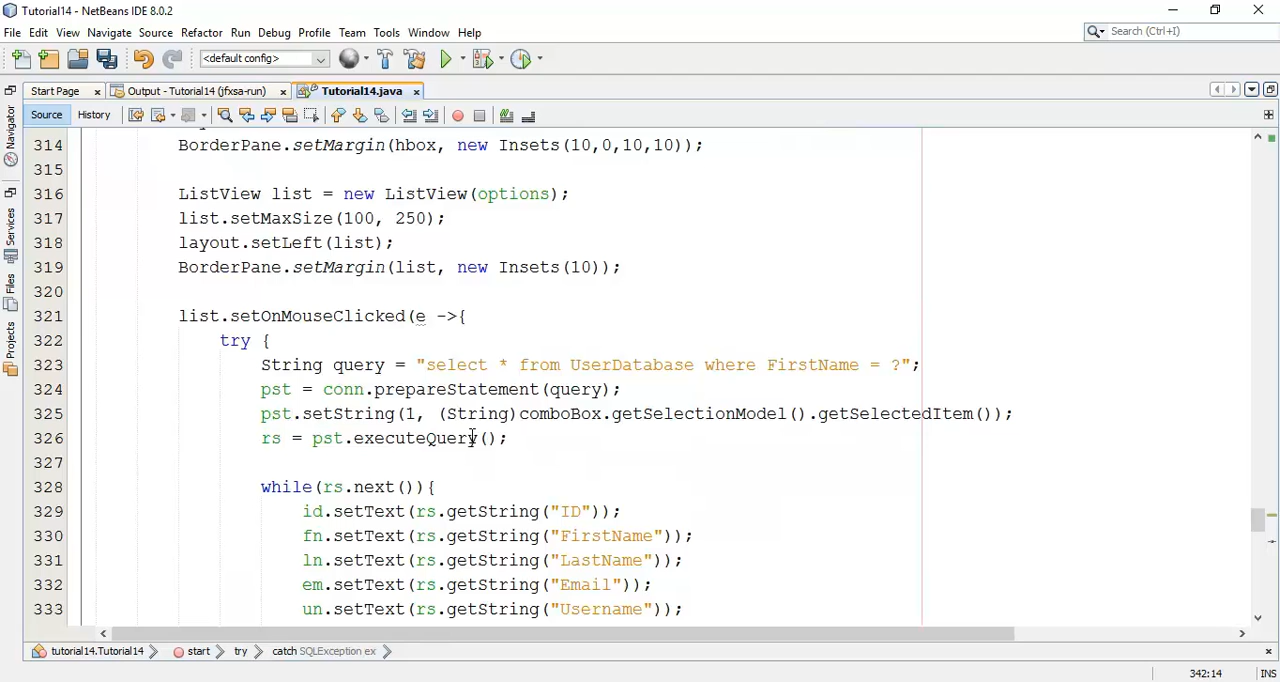 Tutorial14 - NetBeans IDE 8.0.2
File Edit View Navigate Source Refactor Run Debug Profile Team Tools Window Help
Search (Ctrl+I)
<default config>
Start Page Output - Tutorial14 (jfxsa-run) Tutorial14.java
Source History
Navigator
Services
Files
Projects
314 BorderPane.setMargin(hbox, new Insets(10,0,10,10));
315
316 ListView list = new ListView(options);
317 list.setMaxSize(100, 250);
318 layout.setLeft(list);
319 BorderPane.setMargin(list, new Insets(10));
320
321 list.setOnMouseClicked(e ->{
322 try {
323 String query = "select * from UserDatabase where FirstName = ?";
324 pst = conn.prepareStatement(query);
325 pst.setString(1, (String)comboBox.getSelectionModel().getSelectedItem());
326 rs = pst.executeQuery();
327
328 while(rs.next()){
329 id.setText(rs.getString("ID"));
330 fn.setText(rs.getString("FirstName"));
331 ln.setText(rs.getString("LastName"));
332 em.setText(rs.getString("Email"));
333 un.setText(rs.getString("Username"));
tutorial14.Tutorial14 start try catch SQLException ex
342:14 INS